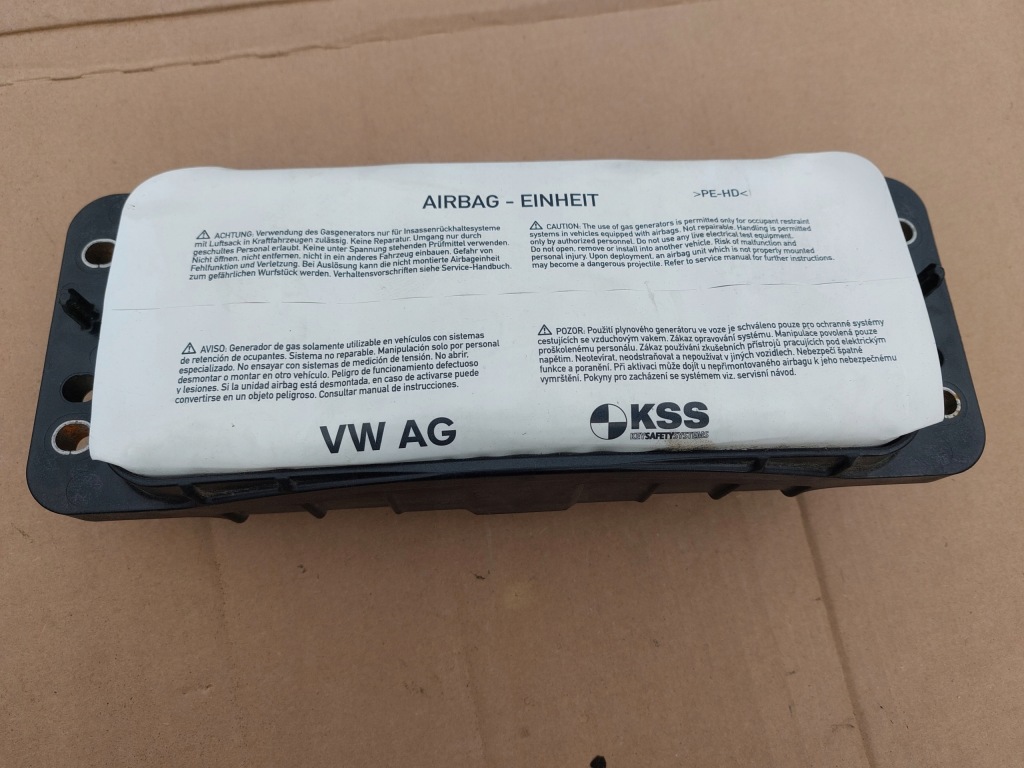 AIRBAG - EINHEIT
>PE-HD<
⚠ ACHTUNG: Verwendung des Gasgenerators nur für Insassenrückhaltesysteme
mit Luftsack in Kraftfahrzeugen zulässig. Keine Reparatur. Umgang nur durch
geschultes Personal erlaubt. Keine unter Spannung stehenden Prüfmittel verwenden.
Nicht öffnen, nicht entfernen, nicht in ein anderes Fahrzeug einbauen. Gefahr von
Fehlfunktion und Verletzung. Bei Auslösung kann die nicht montierte Airbageinheit
zum gefährlichen Wurfstück werden. Verhaltensvorschriften siehe Service-Handbuch.
⚠ CAUTION: The use of gas generators is permitted only for occupant restraint
systems in vehicles equipped with airbags. Not repairable. Handling is permitted
only by authorized personnel. Do not use any live electrical test equipment.
Do not open, remove or install into another vehicle. Risk of malfunction and
personal injury. Upon deployment, an airbag unit which is not properly mounted
may become a dangerous projectile. Refer to service manual for further instructions.
⚠ AVISO: Generador de gas solamente utilizable en vehículos con sistemas
de retención de ocupantes. Sistema no reparable. Manipulación solo por personal
especializado. No ensayar con sistemas de medición de tensión. No abrir,
desmontar o montar en otro vehículo. Peligro de funcionamiento defectuoso
y lesiones. Si la unidad airbag está desmontada, en caso de activarse puede
convertirse en un objeto peligroso. Consultar manual de instrucciones.
⚠ POZOR: Použití plynového generátoru ve voze je schváleno pouze pro ochranné systémy
cestujících se vzduchovým vakem. Zákaz opravování systému. Manipulace povolená pouze
proškolenému personálu. Zákaz používání zkušebních přístrojů pracujících pod elektrickým
napětím. Neotevírat, neodstraňovat a nepoužívat v jiných vozidlech. Nebezpečí špatné
funkce a poranění. Při aktivaci může dojít u nepřimontovaného airbagu k jeho nebezpečnému
vymrštění. Pokyny pro zacházení se systémem viz. servisní návod.
VW AG
KSS
KEYSAFETYSYSTEMS